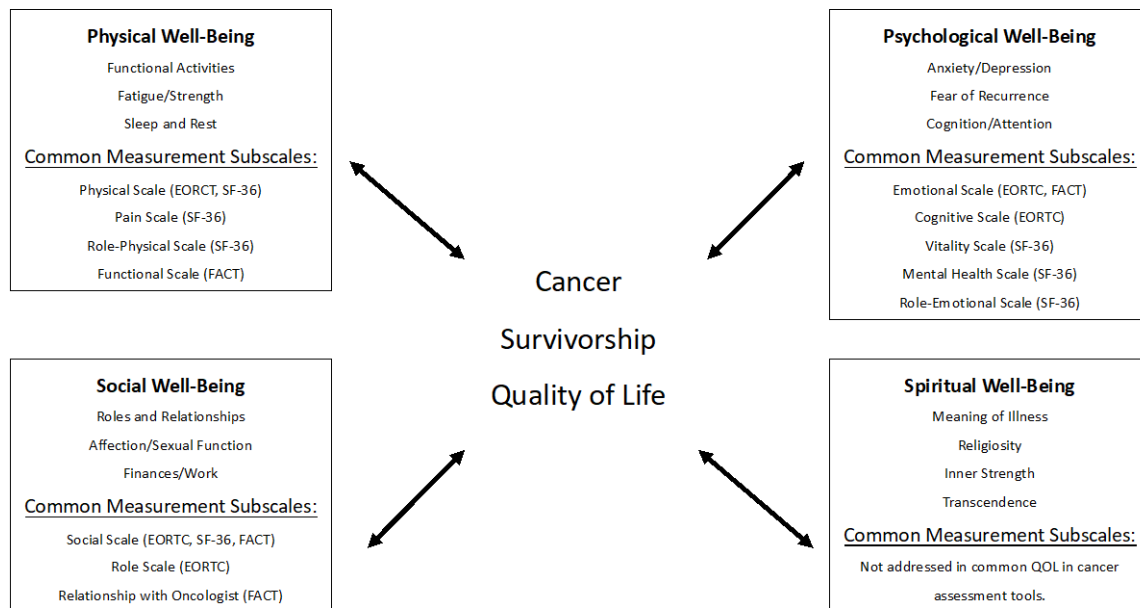 Physical Well-Being
Functional Activities
Fatigue/Strength
Sleep and Rest
Common Measurement Subscales:
Physical Scale (EORCT, SF-36)
Pain Scale (SF-36)
Role-Physical Scale (SF-36)
Functional Scale (FACT)
Psychological Well-Being
Anxiety/Depression
Fear of Recurrence
Cognition/Attention
Common Measurement Subscales:
Emotional Scale (EORTC, FACT)
Cognitive Scale (EORTC)
Vitality Scale (SF-36)
Mental Health Scale (SF-36)
Role-Emotional Scale (SF-36)
Cancer
Survivorship
Quality of Life
Social Well-Being
Roles and Relationships
Affection/Sexual Function
Finances/Work
Common Measurement Subscales:
Social Scale (EORTC, SF-36, FACT)
Role Scale (EORTC)
Relationship with Oncologist (FACT)
Spiritual Well-Being
Meaning of Illness
Religiosity
Inner Strength
Transcendence
Common Measurement Subscales:
Not addressed in common QOL in cancer
assessment tools.